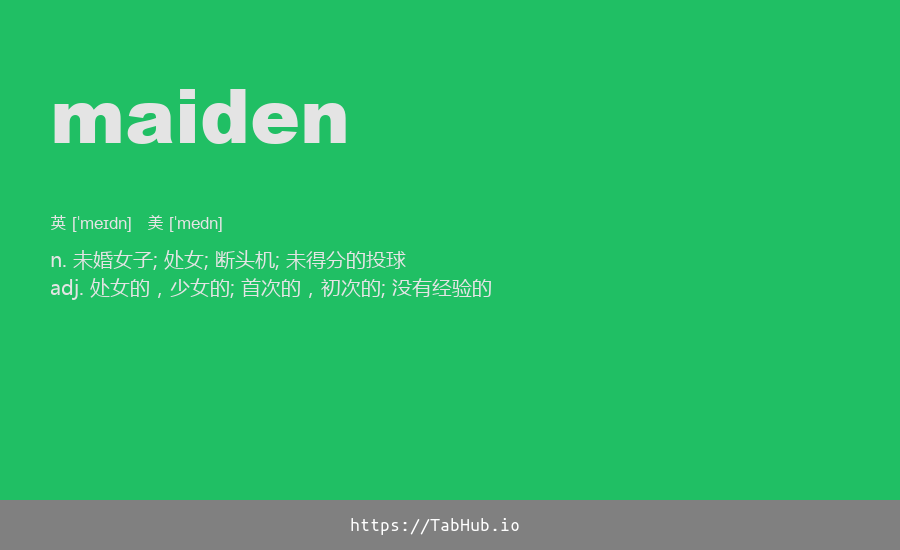 maiden
英 ['meɪdn] 美 ['medn]
n. 未婚女子; 处女; 断头机; 未得分的投球
adj. 处女的，少女的; 首次的，初次的; 没有经验的
https://TabHub.io